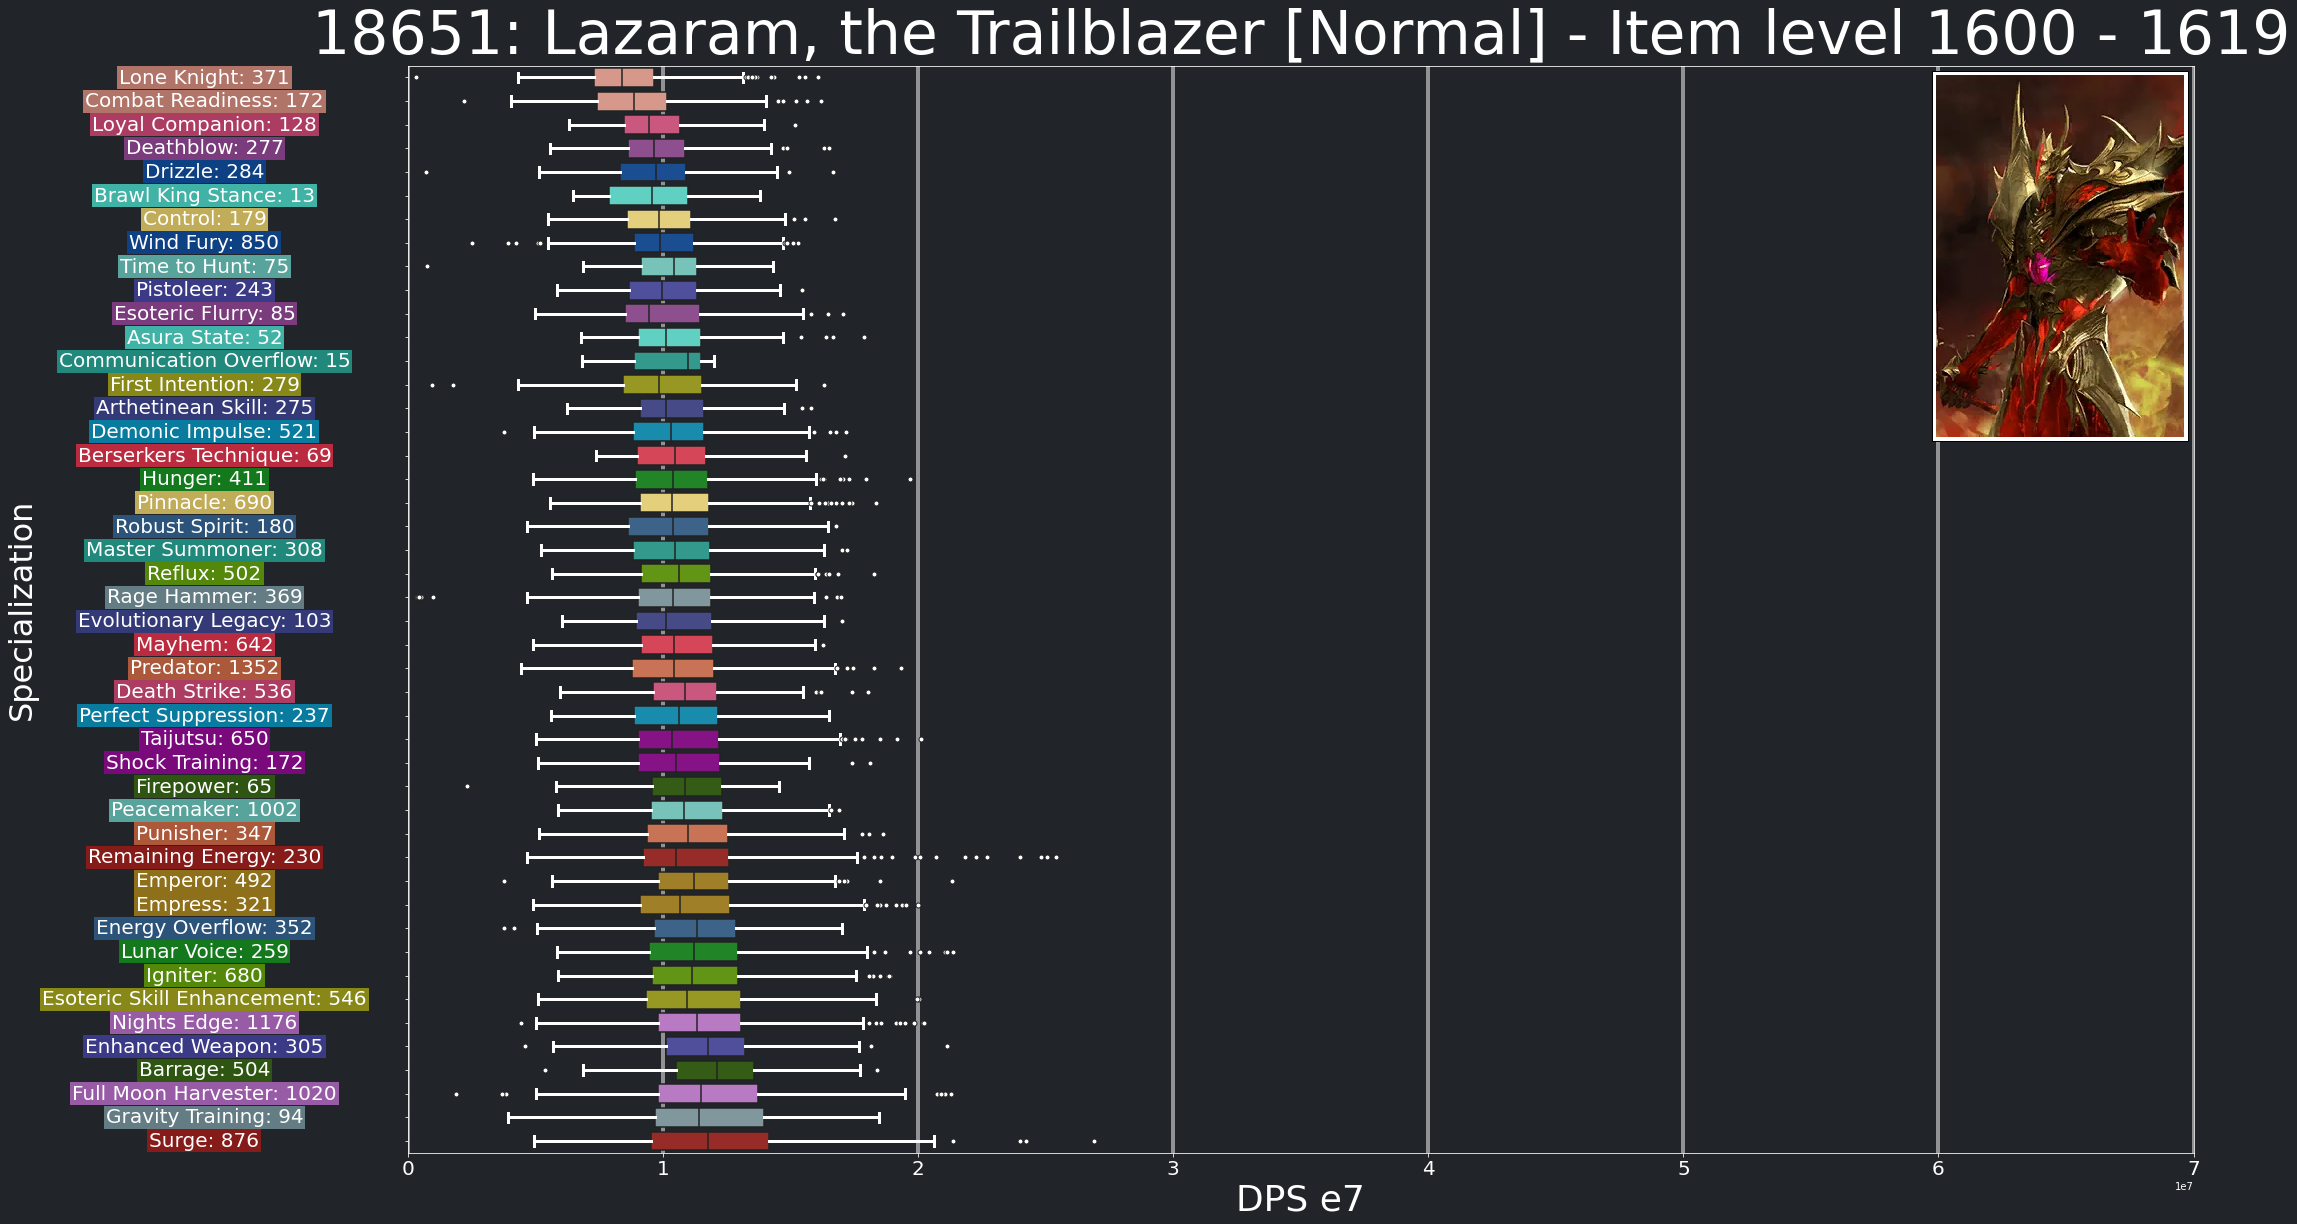 18651: Lazaram, the Trailblazer [Normal] - Item level 1600 - 1619
Specialization
Lone Knight: 371
Combat Readiness: 172
Loyal Companion: 128
Deathblow: 277
Drizzle: 284
Brawl King Stance: 13
Control: 179
Wind Fury: 850
Time to Hunt: 75
Pistoleer: 243
Esoteric Flurry: 85
Asura State: 52
Communication Overflow: 15
First Intention: 279
Arthetinean Skill: 275
Demonic Impulse: 521
Berserkers Technique: 69
Hunger: 411
Pinnacle: 690
Robust Spirit: 180
Master Summoner: 308
Reflux: 502
Rage Hammer: 369
Evolutionary Legacy: 103
Mayhem: 642
Predator: 1352
Death Strike: 536
Perfect Suppression: 237
Taijutsu: 650
Shock Training: 172
Firepower: 65
Peacemaker: 1002
Punisher: 347
Remaining Energy: 230
Emperor: 492
Empress: 321
Energy Overflow: 352
Lunar Voice: 259
Igniter: 680
Esoteric Skill Enhancement: 546
Nights Edge: 1176
Enhanced Weapon: 305
Barrage: 504
Full Moon Harvester: 1020
Gravity Training: 94
Surge: 876
0 1 2 3 4 5 6 7
1e7
DPS e7